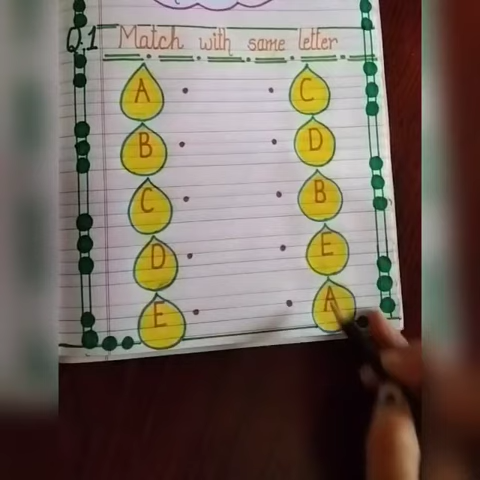 Q.1 Match with same letter
A C
B D
C B
D E
E A